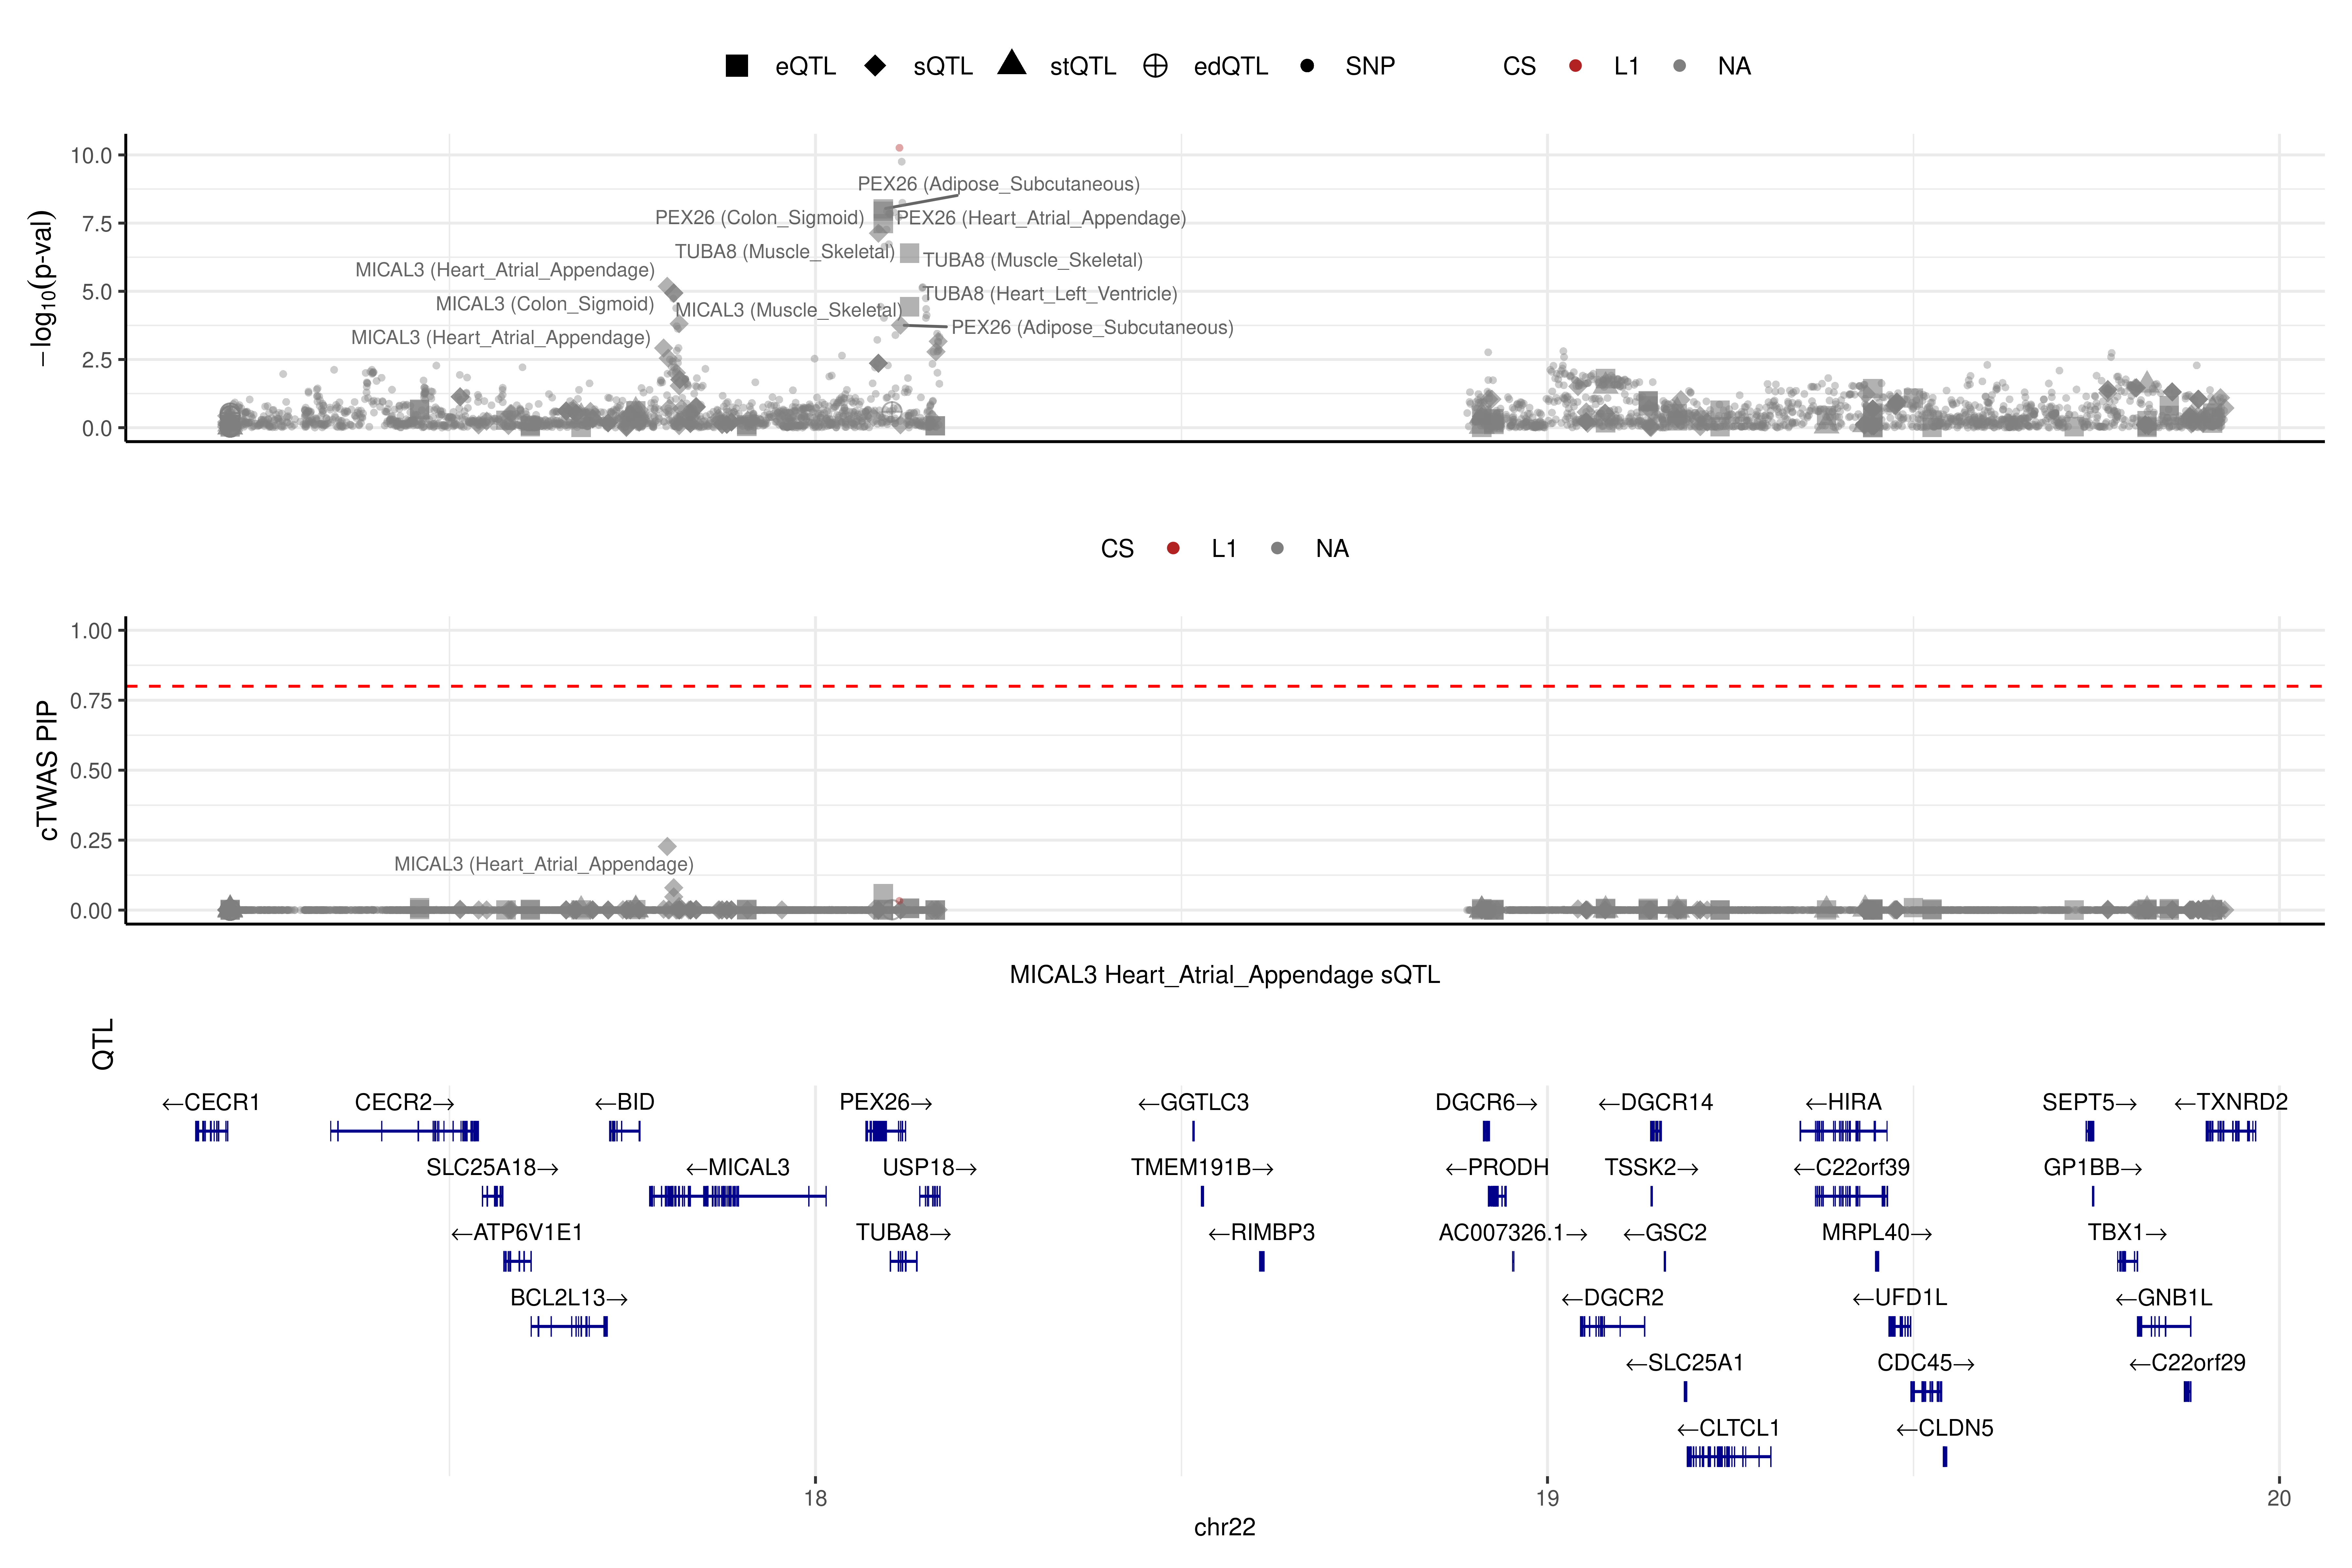 eQTL sQTL stQTL edQTL SNP CS L1 NA
−log10(p-val)
10.0
7.5
5.0
2.5
0.0
PEX26 (Adipose_Subcutaneous)
PEX26 (Colon_Sigmoid) PEX26 (Heart_Atrial_Appendage)
TUBA8 (Muscle_Skeletal) TUBA8 (Muscle_Skeletal)
MICAL3 (Heart_Atrial_Appendage)
TUBA8 (Heart_Left_Ventricle)
MICAL3 (Colon_Sigmoid) MICAL3 (Muscle_Skeletal)
PEX26 (Adipose_Subcutaneous)
MICAL3 (Heart_Atrial_Appendage)
CS L1 NA
cTWAS PIP
1.00
0.75
0.50
0.25
0.00
MICAL3 (Heart_Atrial_Appendage)
MICAL3 Heart_Atrial_Appendage sQTL
QTL
←CECR1 CECR2→ ←BID PEX26→ ←GGTLC3 DGCR6→ ←DGCR14 ←HIRA SEPT5→ ←TXNRD2
SLC25A18→ ←MICAL3 USP18→ TMEM191B→ ←PRODH TSSK2→ ←C22orf39 GP1BB→
←ATP6V1E1 TUBA8→ ←RIMBP3 AC007326.1→ ←GSC2 MRPL40→ TBX1→
BCL2L13→ ←DGCR2 ←UFD1L ←GNB1L
←SLC25A1 CDC45→ ←C22orf29
←CLTCL1 ←CLDN5
18 19 20
chr22